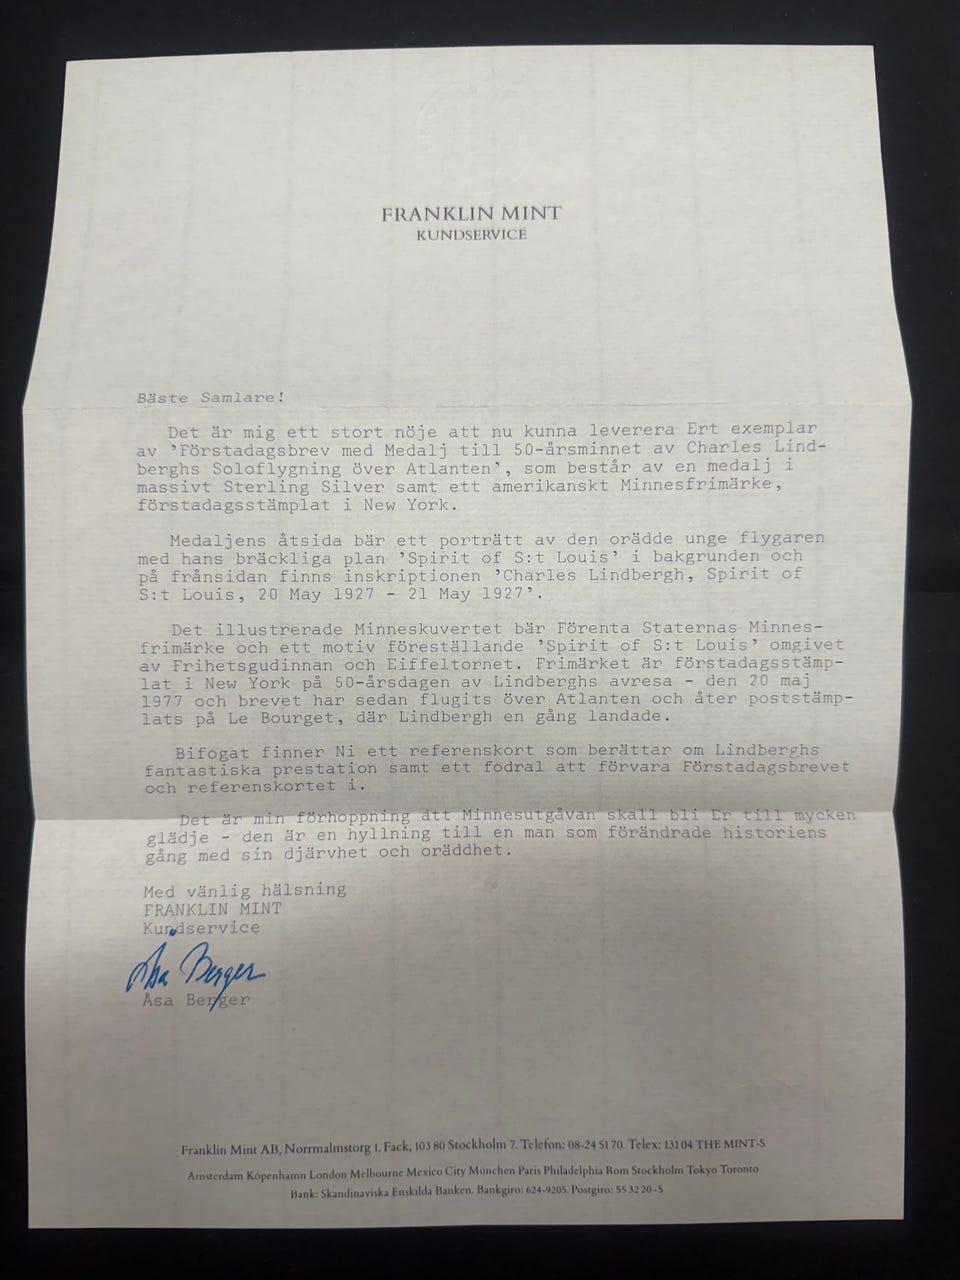 FRANKLIN MINT
KUNDSERVICE
Bäste Samlare!
Det är mig ett stort nöje att nu kunna leverera Ert exemplar
av 'Förstadagsbrev med Medalj till 50-årsminnet av Charles Lind-
berghs Soloflygning över Atlanten', som består av en medalj i
massivt Sterling Silver samt ett amerikanskt Minnesfrimärke,
förstadagsstämplat i New York.
Medaljens åtsida bär ett porträtt av den orädde unge flygaren
med hans bräckliga plan 'Spirit of S:t Louis' i bakgrunden och
på frånsidan finns inskriptionen 'Charles Lindbergh, Spirit of
S:t Louis, 20 May 1927 - 21 May 1927'.
Det illustrerade Minneskuvertet bär Förenta Staternas Minnes-
frimärke och ett motiv föreställande 'Spirit of S:t Louis' omgivet
av Frihetsgudinnan och Eiffeltornet. Frimärket är förstadagsstämp-
lat i New York på 50-årsdagen av Lindberghs avresa - den 20 maj
1977 och brevet har sedan flugits över Atlanten och åter poststämp-
lats på Le Bourget, där Lindbergh en gång landade.
Bifogat finner Ni ett referenskort som berättar om Lindberghs
fantastiska prestation samt ett fodral att förvara Förstadagsbrevet
och referenskortet i.
Det är min förhoppning att Minnesutgåvan skall bli Er till mycken
glädje - den är en hyllning till en man som förändrade historiens
gång med sin djärvhet och oräddhet.
Med vänlig hälsning
FRANKLIN MINT
Kundservice
Åsa Berger
Åsa Berger
Franklin Mint AB, Norrmalmstorg 1, Fack, 103 80 Stockholm 7. Telefon: 08-24 51 70. Telex: 131 04 THE MINT-S
Amsterdam Köpenhamn London Melbourne Mexico City München Paris Philadelphia Rom Stockholm Tokyo Toronto
Bank: Skandinaviska Enskilda Banken. Bankgiro: 624-9205. Postgiro: 55 32 20-5